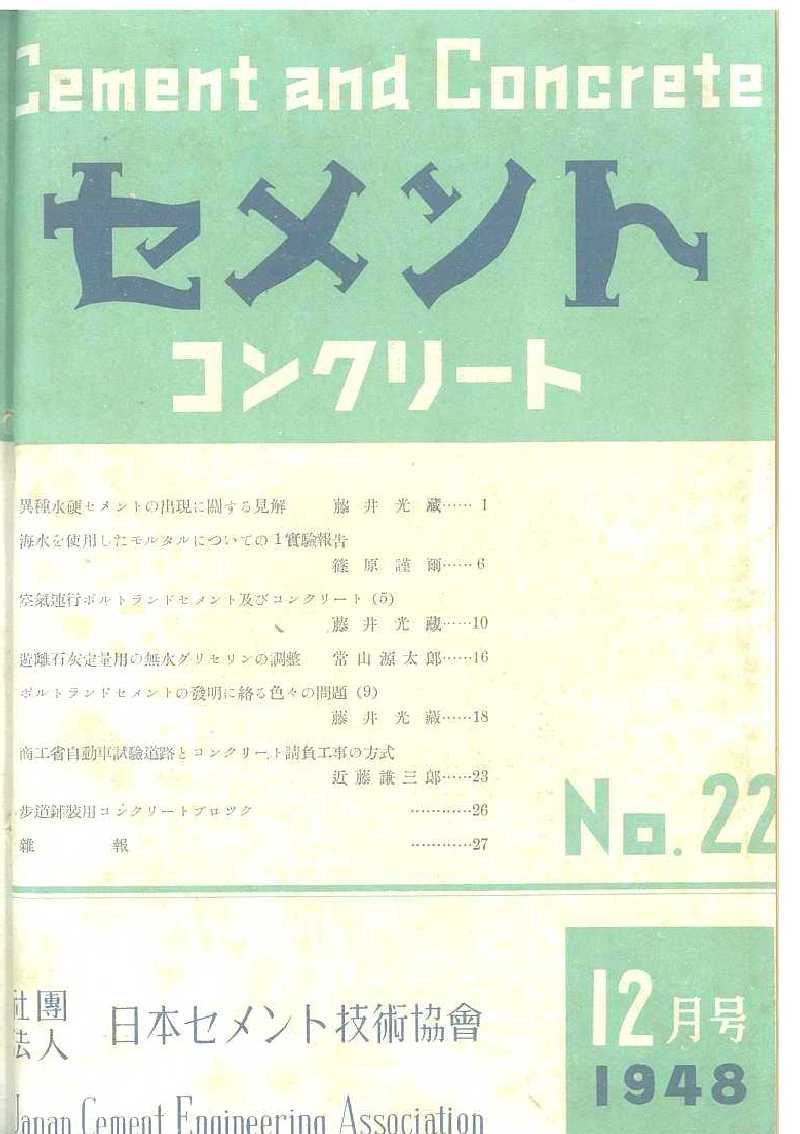 Cement and Concrete
セメント
コンクリート
異種水硬セメントの出現に關する見解 藤井光藏……1
海水を使用したモルタルについての1實驗報告
篠原謹爾……6
空氣連行ポルトランドセメント及びコンクリート(5)
藤井光藏……10
遊離石灰定量用の無水グリセリンの調整 常山源太郎……16
ポルトランドセメントの發明に絡る色々の問題(9)
藤井光藏……18
商工省自動車試驗道路とコンクリート請負工事の方式
近藤謙三郎……23
歩道鋪装用コンクリートブロツク …………26
雜報 …………27
No.22
社團
法人
日本セメント技術協會
Japan Cement Engineering Association
12月号
1948